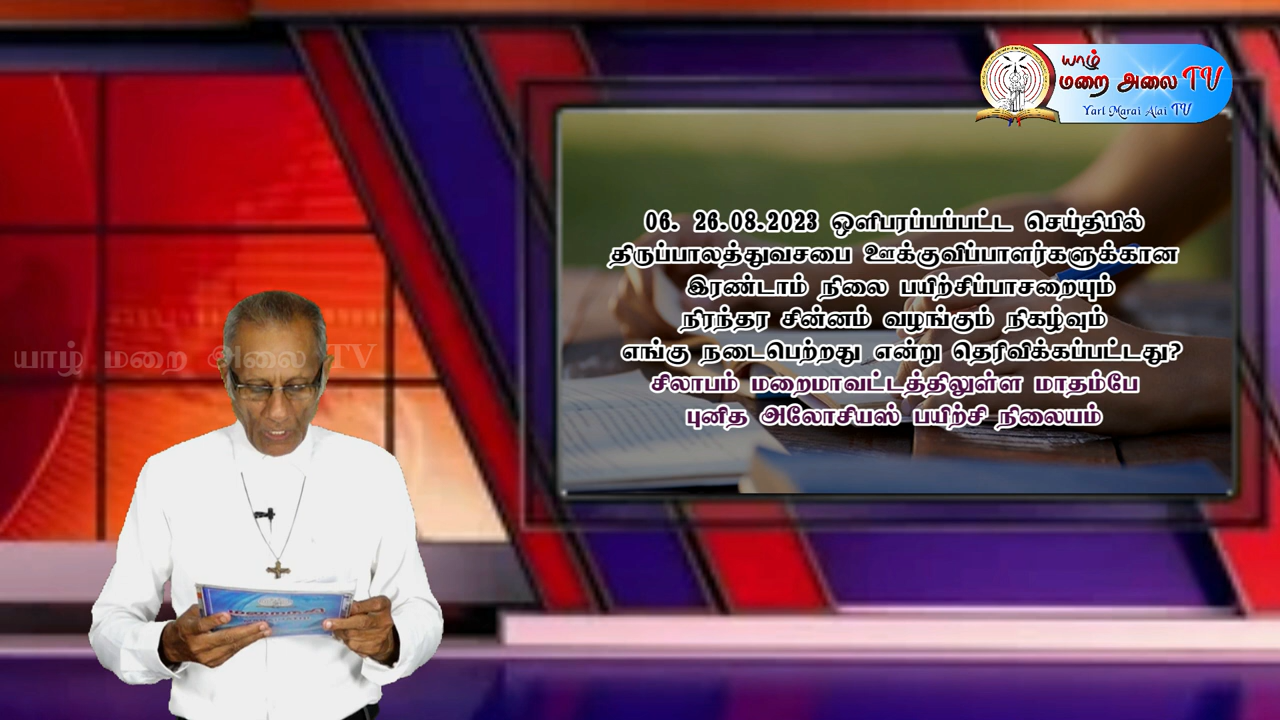 யாழ்
மறை அலை TV
Yarl Marai Alai TV
06. 26.08.2023 ஒளிபரப்பப்பட்ட செய்தியில்
திருப்பாலத்துவசபை ஊக்குவிப்பாளர்களுக்கான
இரண்டாம் நிலை பயிற்சிப்பாசறையும்
நிரந்தர சின்னம் வழங்கும் நிகழ்வும்
எங்கு நடைபெற்றது என்று தெரிவிக்கப்பட்டது?
சிலாபம் மறைமாவட்டத்திலுள்ள மாதம்பே
புனித அலோசியஸ் பயிற்சி நிலையம்
யாழ் மறை அலை TV